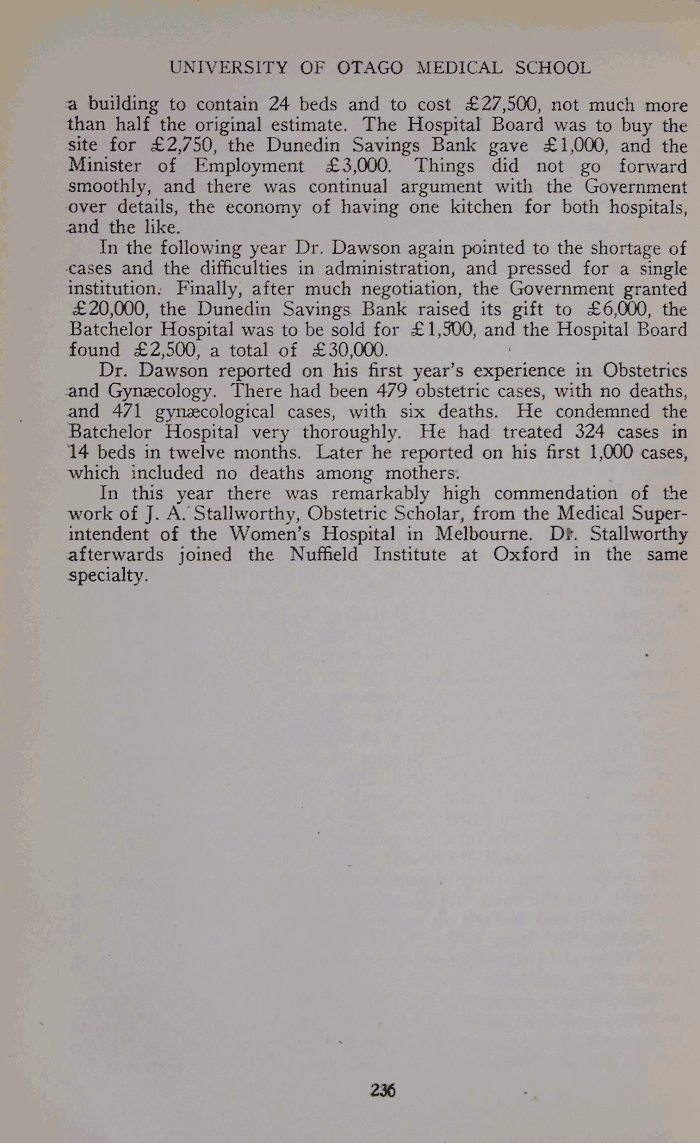 UNIVERSITY OF OTAGO MEDICAL SCHOOL
a building to contain 24 beds and to cost £27,500, not much more
than half the original estimate. The Hospital Board was to buy the
site for £2,750, the Dunedin Savings Bank gave £1,000, and the
Minister of Employment £3,000. Things did not go forward
smoothly, and there was continual argument with the Government
over details, the economy of having one kitchen for both hospitals,
and the like.
In the following year Dr. Dawson again pointed to the shortage of
cases and the difficulties in administration, and pressed for a single
institution. Finally, after much negotiation, the Government granted
£20,000, the Dunedin Savings Bank raised its gift to £6,000, the
Batchelor Hospital was to be sold for £1,500, and the Hospital Board
found £2,500, a total of £30,000.
Dr. Dawson reported on his first year's experience in Obstetrics
and Gynæcology. There had been 479 obstetric cases, with no deaths,
and 471 gynæcological cases, with six deaths. He condemned the
Batchelor Hospital very thoroughly. He had treated 324 cases in
14 beds in twelve months. Later he reported on his first 1,000 cases,
which included no deaths among mothers.
In this year there was remarkably high commendation of the
work of J. A. Stallworthy, Obstetric Scholar, from the Medical Super-
intendent of the Women's Hospital in Melbourne. Dr. Stallworthy
afterwards joined the Nuffield Institute at Oxford in the same
specialty.
236